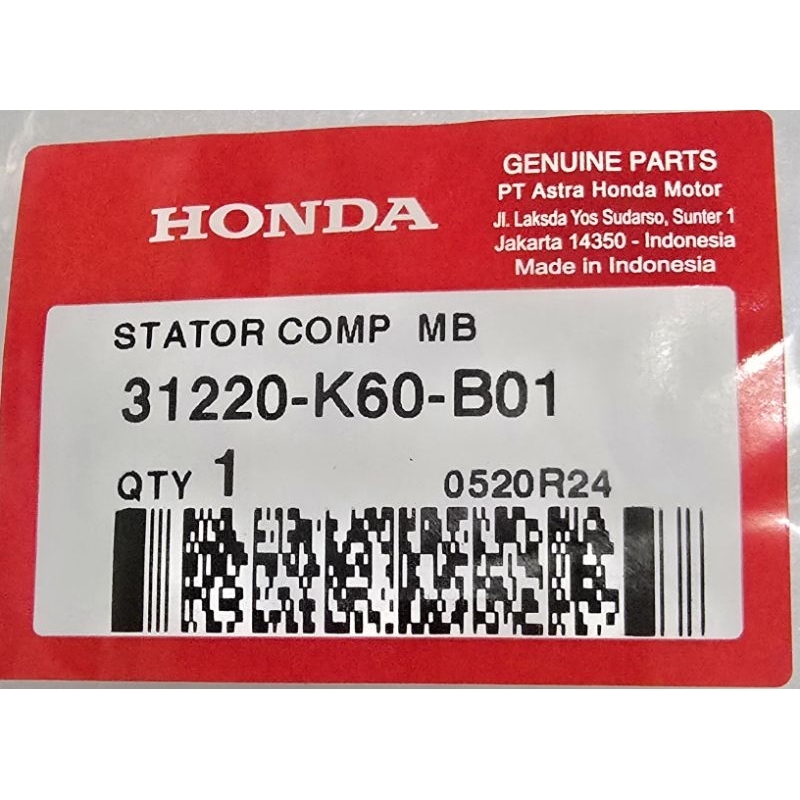 HONDA
GENUINE PARTS
PT Astra Honda Motor
Jl. Laksda Yos Sudarso, Sunter 1
Jakarta 14350 - Indonesia
Made in Indonesia
STATOR COMP MB
31220-K60-B01
QTY 1 0520R24